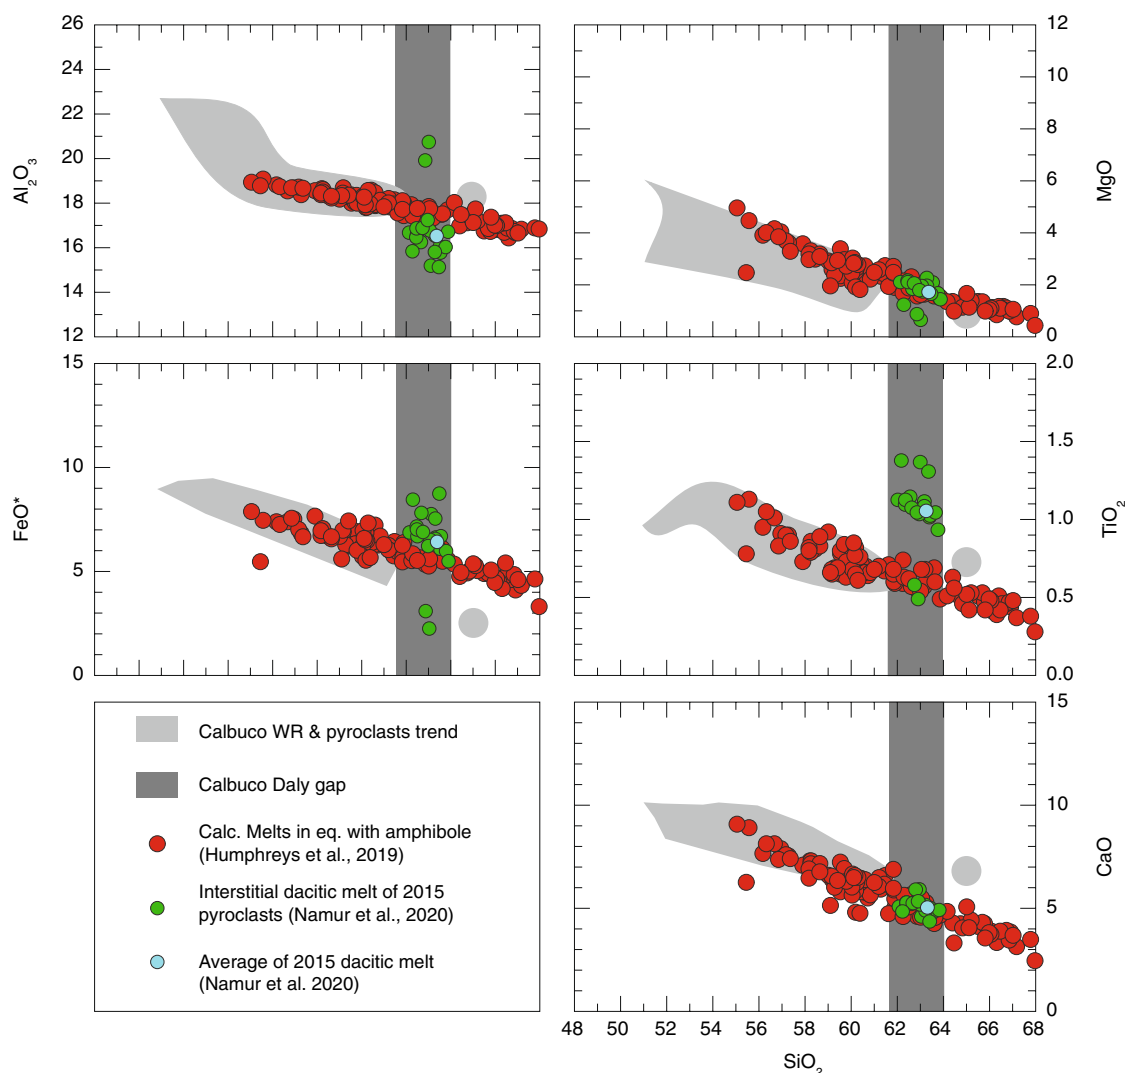 26
24
22
20
18
16
14
12
Al₂O₃
12
10
8
6
4
2
0
MgO
15
10
5
0
FeO*
2.0
1.5
1.0
0.5
0.0
TiO₂
Calbuco WR & pyroclasts trend
Calbuco Daly gap
Calc. Melts in eq. with amphibole
(Humphreys et al., 2019)
Interstitial dacitic melt of 2015
pyroclasts (Namur et al., 2020)
Average of 2015 dacitic melt
(Namur et al. 2020)
15
10
5
0
CaO
48 50 52 54 56 58 60 62 64 66 68
SiO₂